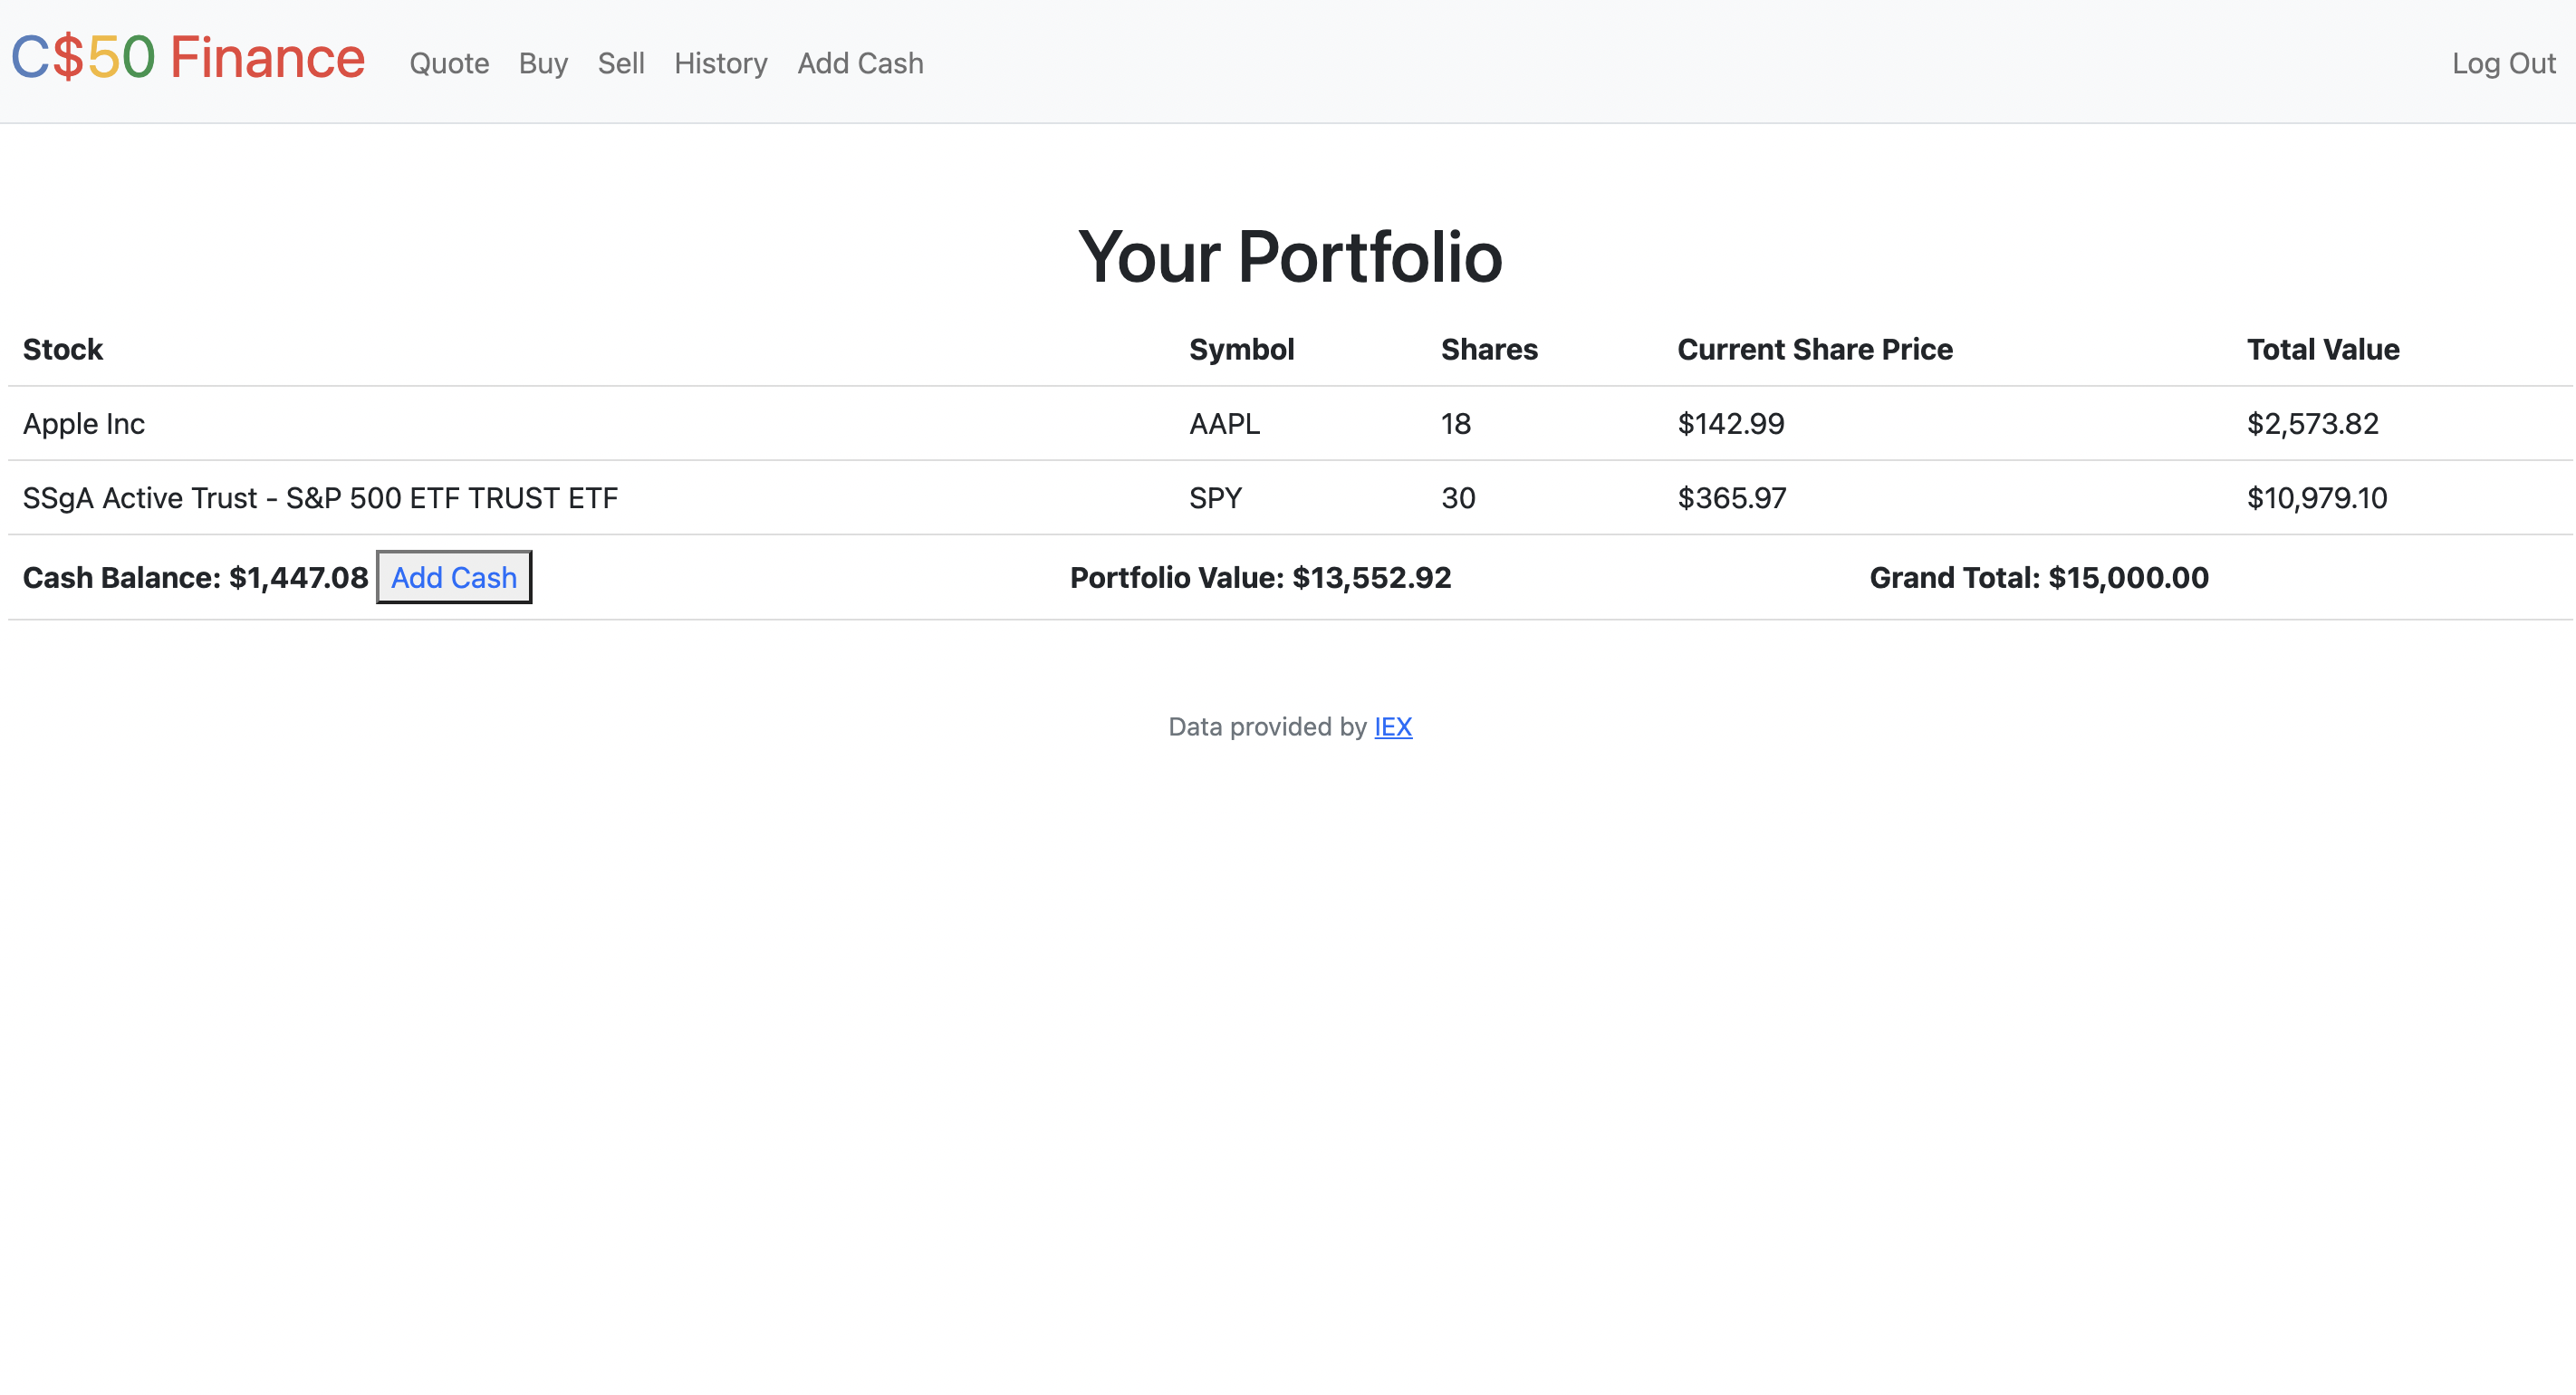 C$50 Finance Quote Buy Sell History Add Cash Log Out
Your Portfolio
Stock Symbol Shares Current Share Price Total Value
Apple Inc AAPL 18 $142.99 $2,573.82
SSgA Active Trust - S&P 500 ETF TRUST ETF SPY 30 $365.97 $10,979.10
Cash Balance: $1,447.08 Add Cash Portfolio Value: $13,552.92 Grand Total: $15,000.00
Data provided by IEX